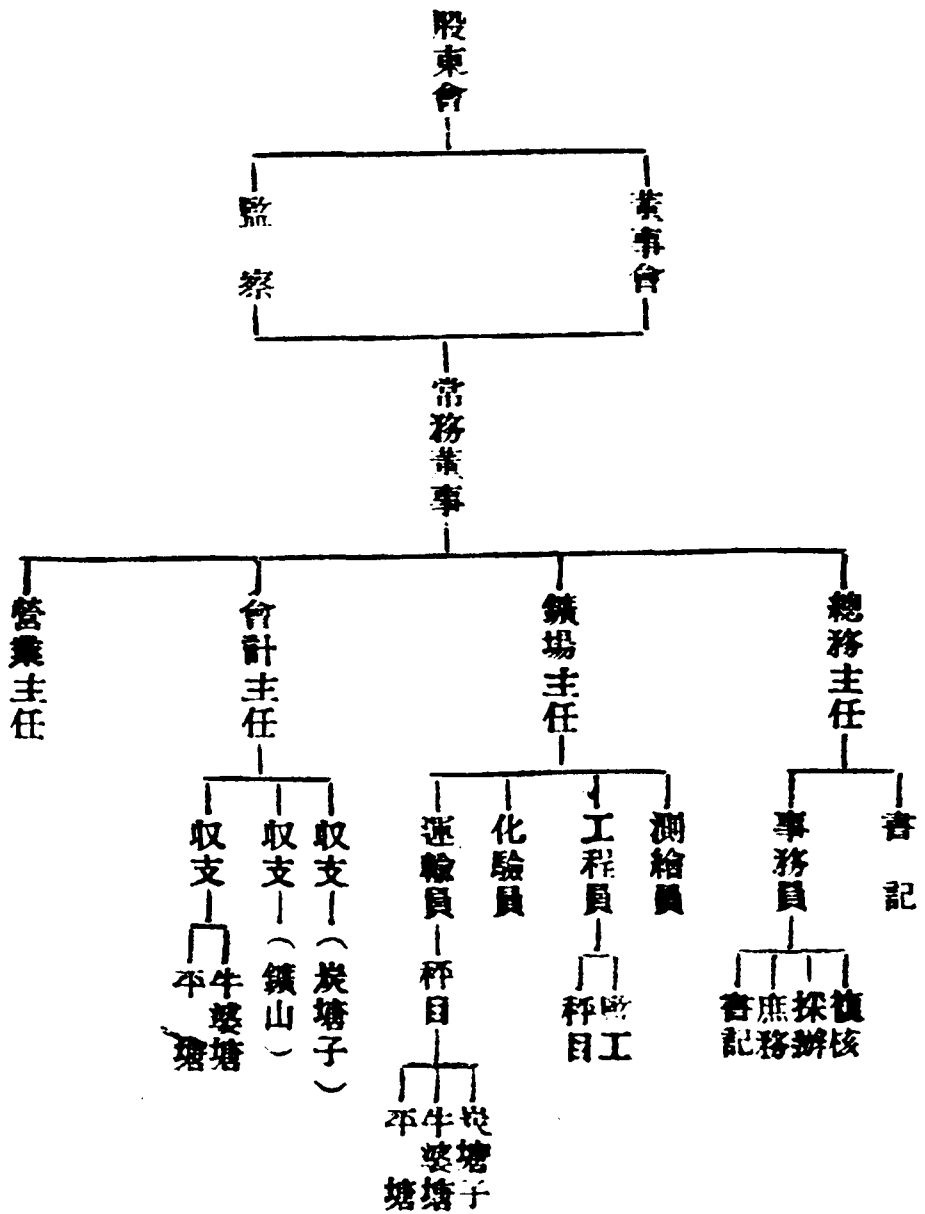 股東會
董事會
監察
常務董事
總務主任
鑛場主任
會計主任
營業主任
書記
事務員
測繪員
工程員
化驗員
運輸員
収支—(炭塘子)
収支—(鑛山)
収支
復核
採辦
庶務
書記
監工
秤目
秤目
牛婆塘
平塘
炭塘子
牛婆塘
平塘